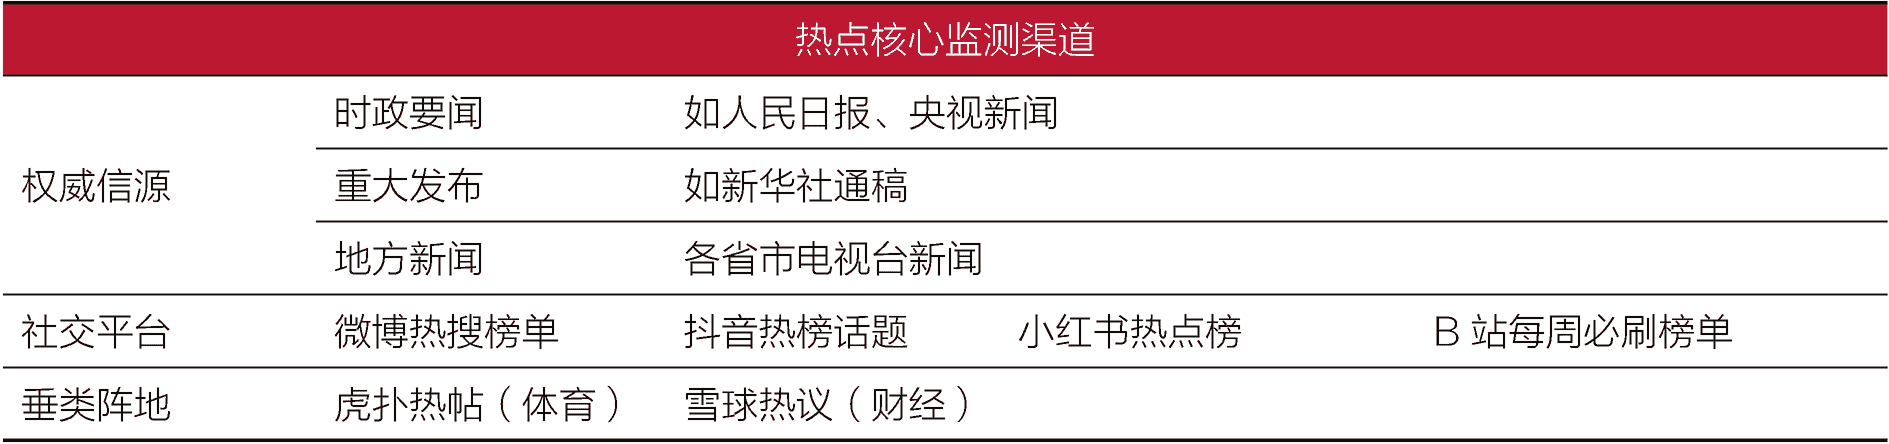 热点核心监测渠道
时政要闻 如人民日报、央视新闻
权威信源 重大发布 如新华社通稿
地方新闻 各省市电视台新闻
社交平台 微博热搜榜单 抖音热榜话题 小红书热点榜 B 站每周必刷榜单
垂类阵地 虎扑热帖（体育） 雪球热议（财经）